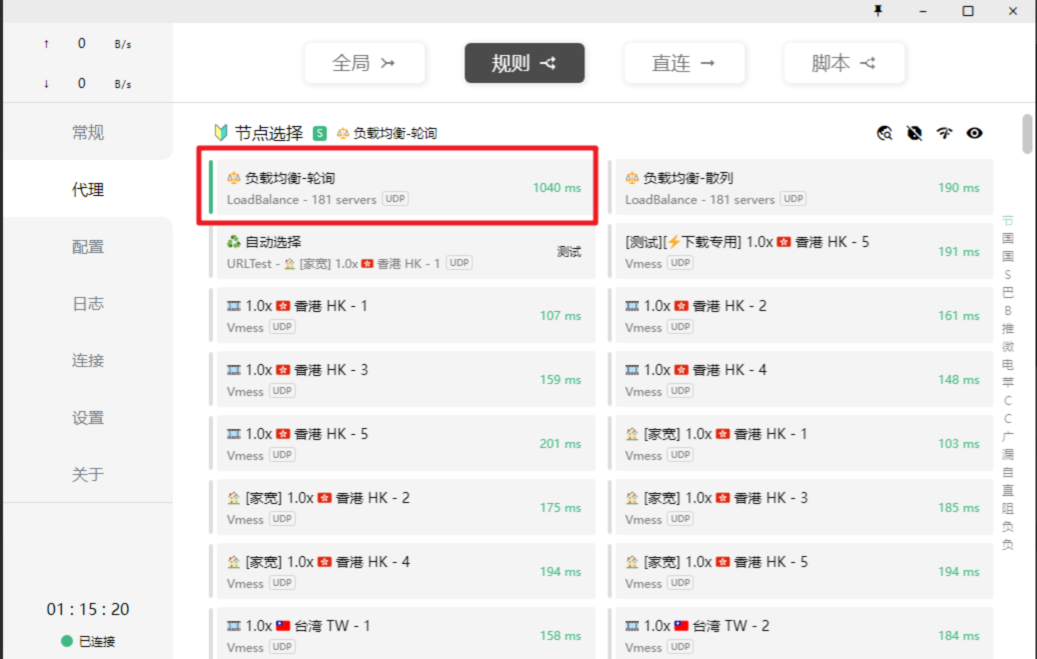 ↑ 0 B/s
↓ 0 B/s
常规
代理
配置
日志
连接
设置
关于
01 : 15 : 20
已连接
全局
规则
直连 →
脚本
节点选择 S 负载均衡-轮询
负载均衡-轮询
LoadBalance - 181 servers UDP
1040 ms
负载均衡-散列
LoadBalance - 181 servers UDP
190 ms
自动选择
URLTest - [家宽] 1.0x 香港 HK - 1 UDP
测试
[测试][⚡下载专用] 1.0x 香港 HK - 5
Vmess UDP
191 ms
1.0x 香港 HK - 1
Vmess UDP
107 ms
1.0x 香港 HK - 2
Vmess UDP
161 ms
1.0x 香港 HK - 3
Vmess UDP
159 ms
1.0x 香港 HK - 4
Vmess UDP
148 ms
1.0x 香港 HK - 5
Vmess UDP
201 ms
[家宽] 1.0x 香港 HK - 1
Vmess UDP
103 ms
[家宽] 1.0x 香港 HK - 2
Vmess UDP
175 ms
[家宽] 1.0x 香港 HK - 3
Vmess UDP
185 ms
[家宽] 1.0x 香港 HK - 4
Vmess UDP
194 ms
[家宽] 1.0x 香港 HK - 5
Vmess UDP
194 ms
1.0x 台湾 TW - 1
Vmess UDP
158 ms
1.0x 台湾 TW - 2
Vmess UDP
184 ms
节
国
国
S
巴
B
推
微
电
苹
C
C
广
漏
自
直
阻
负
负